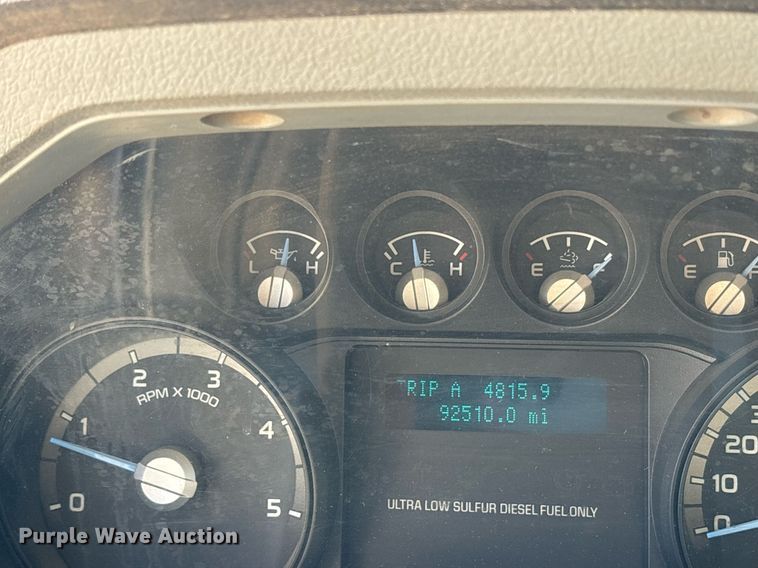 L H
C H
E F
E F
0 1 2 3 4 5
RPM X 1000
TRIP A 4815.9
92510.0 mi
ULTRA LOW SULFUR DIESEL FUEL ONLY
0 10 20 3
Purple Wave Auction